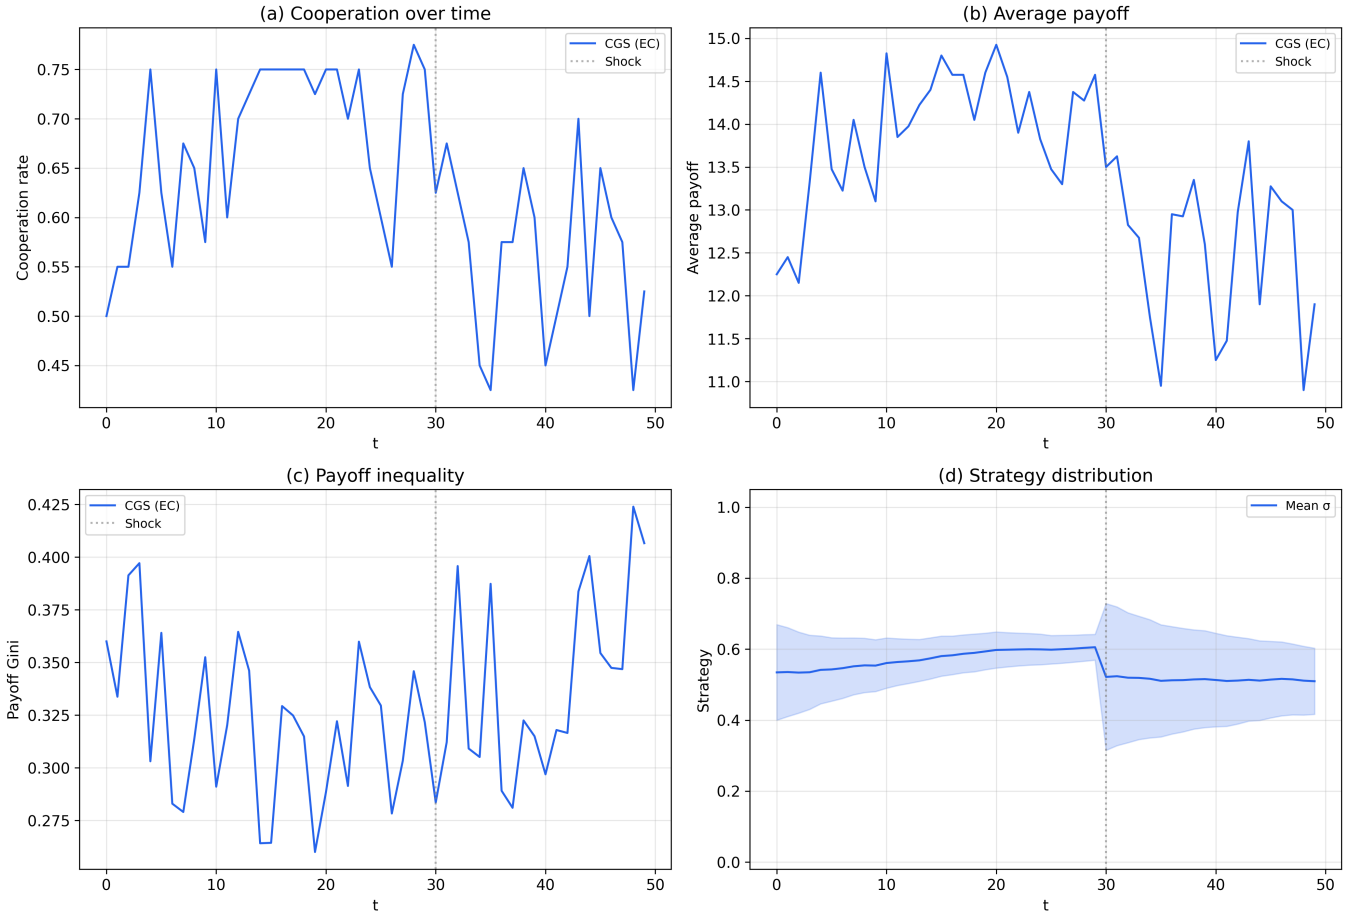 (a) Cooperation over time
CGS (EC)
Shock
0.75
0.70
0.65
0.60
0.55
0.50
0.45
Cooperation rate
0 10 20 30 40 50
t
(b) Average payoff
CGS (EC)
Shock
15.0
14.5
14.0
13.5
13.0
12.5
12.0
11.5
11.0
Average payoff
0 10 20 30 40 50
t
(c) Payoff inequality
CGS (EC)
Shock
0.425
0.400
0.375
0.350
0.325
0.300
0.275
Payoff Gini
0 10 20 30 40 50
t
(d) Strategy distribution
Mean σ
1.0
0.8
0.6
0.4
0.2
0.0
Strategy
0 10 20 30 40 50
t